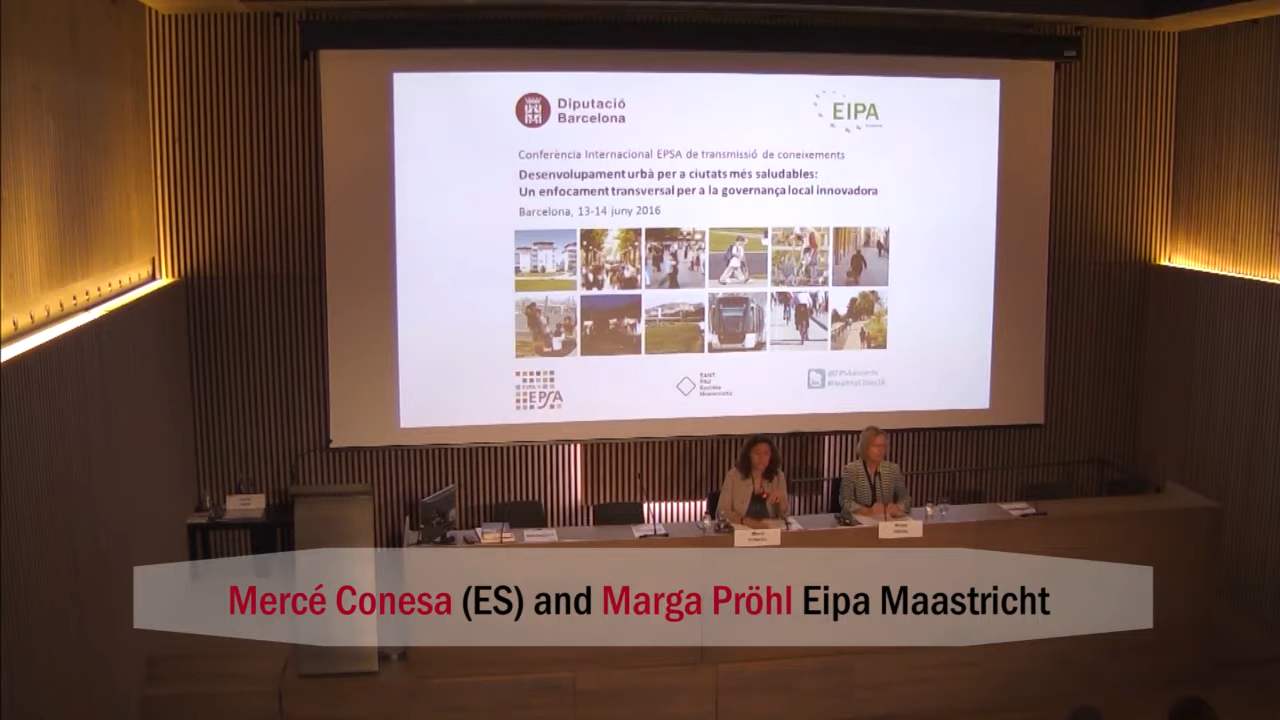 Diputació
Barcelona
EIPA
Conferència Internacional EPSA de transmissió de coneixements
Desenvolupament urbà per a ciutats més saludables:
Un enfocament transversal per a la governança local innovadora
Barcelona, 13-14 juny 2016
EPSA
Mercé Conesa (ES) and Marga Pröhl Eipa Maastricht